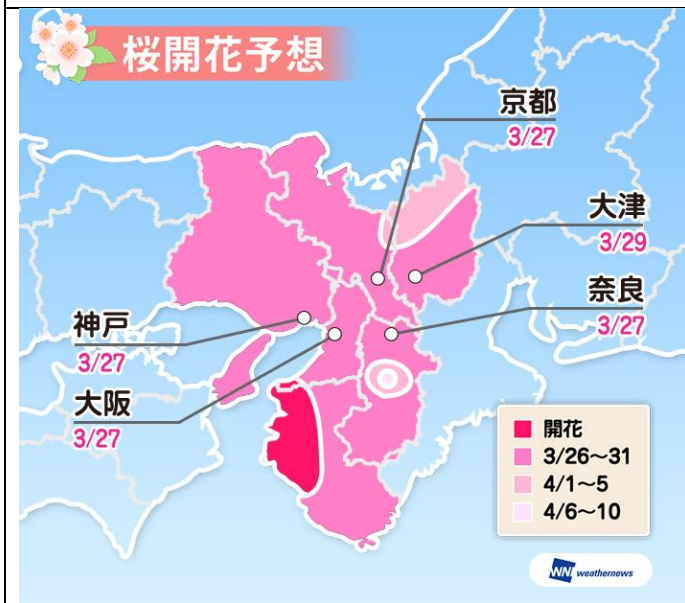 桜開花予想
京都
3/27
大津
3/29
奈良
3/27
神戸
3/27
大阪
3/27
開花
3/26〜31
4/1〜5
4/6〜10
WNI weathernews